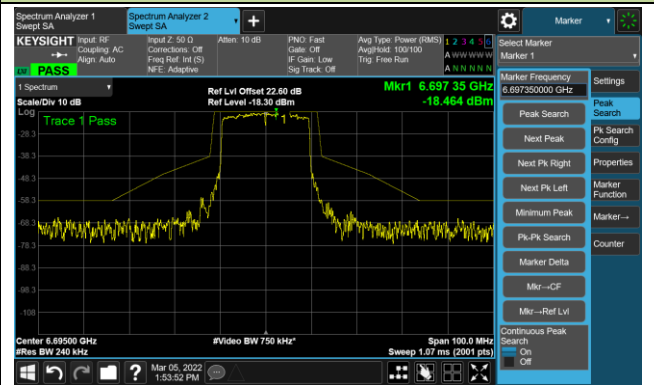 Spectrum Analyzer 1
Swept SA
Spectrum Analyzer 2
Swept SA
+
Marker
KEYSIGHT
Input: RF
Coupling: AC
Align: Auto
Input Z: 50 Ω
Corrections: Off
Freq Ref: Int (S)
NFE: Adaptive
Atten: 10 dB
PNO: Fast
Gate: Off
IF Gain: Low
Sig Track: Off
Avg Type: Power (RMS)
Avg|Hold: 100/100
Trig: Free Run
1 2 3 4 5 6
A W W W W W
A N N N N N
PASS
Select Marker
Marker 1
1 Spectrum
Scale/Div 10 dB
Ref Lvl Offset 22.60 dB
Ref Level -18.30 dBm
Mkr1 6.697 35 GHz
-18.464 dBm
Log
Trace 1 Pass
1
-28.3
-38.3
-48.3
-58.3
-68.3
-78.3
-88.3
-98.3
-108
Center 6.69500 GHz
#Res BW 240 kHz
#Video BW 750 kHz*
Span 100.0 MHz
Sweep 1.07 ms (2001 pts)
Marker Frequency
6.697350000 GHz
Peak Search
Next Peak
Next Pk Right
Next Pk Left
Minimum Peak
Pk-Pk Search
Marker Delta
Mkr→CF
Mkr→Ref Lvl
Continuous Peak
Search
On
Off
Settings
Peak
Search
Pk Search
Config
Properties
Marker
Function
Marker→
Counter
?
Mar 05, 2022
1:53:52 PM